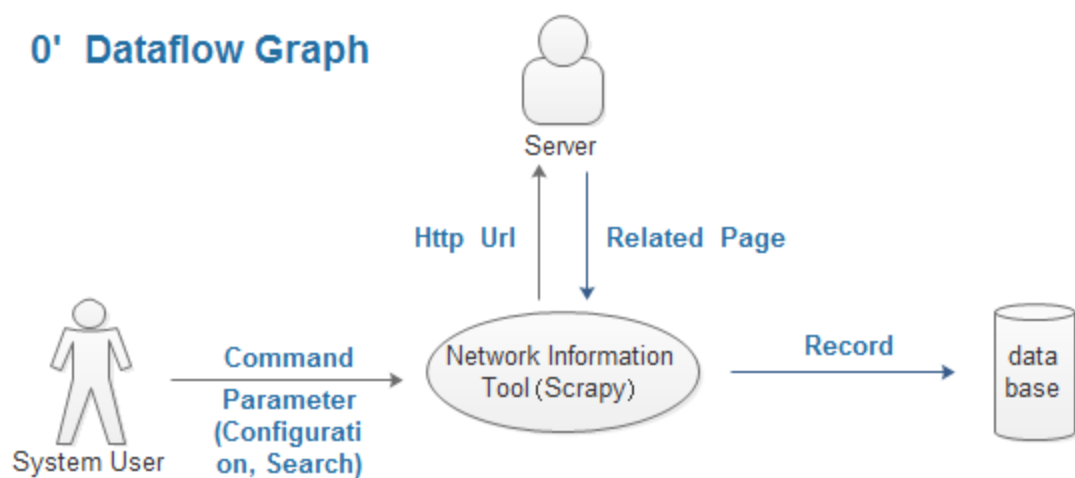 0' Dataflow Graph
Server
Http Url
Related Page
Command
Parameter
(Configurati
on, Search)
System User
Network Information
Tool (Scrapy)
Record
data
base